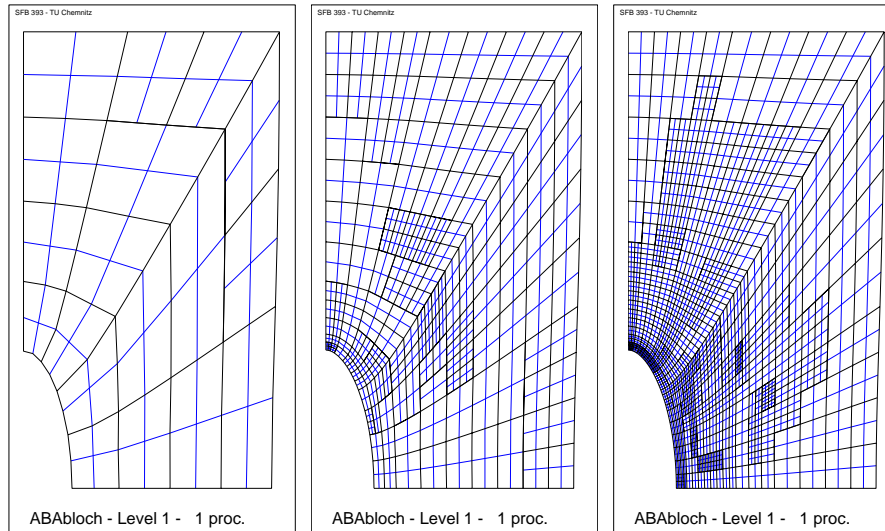 SFB 393 - TU Chemnitz
SFB 393 - TU Chemnitz
SFB 393 - TU Chemnitz
ABAbloch - Level 1 - 1 proc.
ABAbloch - Level 1 - 1 proc.
ABAbloch - Level 1 - 1 proc.